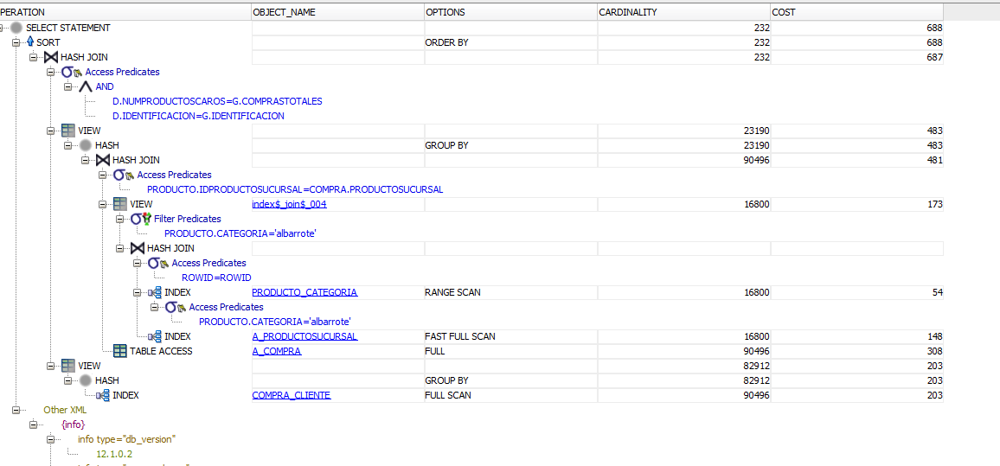 PERATION OBJECT_NAME OPTIONS CARDINALITY COST
SELECT STATEMENT 232 688
SORT ORDER BY 232 688
HASH JOIN 232 687
Access Predicates
AND
D.NUMPRODUCTOSCAROS=G.COMPRASTOTALES
D.IDENTIFICACION=G.IDENTIFICACION
VIEW 23190 483
HASH GROUP BY 23190 483
HASH JOIN 90496 481
Access Predicates
PRODUCTO.IDPRODUCTOSUCURSAL=COMPRA.PRODUCTOSUCURSAL
VIEW index$_join$_004 16800 173
Filter Predicates
PRODUCTO.CATEGORIA='albarrote'
HASH JOIN
Access Predicates
ROWID=ROWID
INDEX PRODUCTO_CATEGORIA RANGE SCAN 16800 54
Access Predicates
PRODUCTO.CATEGORIA='albarrote'
INDEX A_PRODUCTOSUCURSAL FAST FULL SCAN 16800 148
TABLE ACCESS A_COMPRA FULL 90496 308
VIEW 82912 203
HASH GROUP BY 82912 203
INDEX COMPRA_CLIENTE FULL SCAN 90496 203
Other XML
{info}
info type="db_version"
12.1.0.2